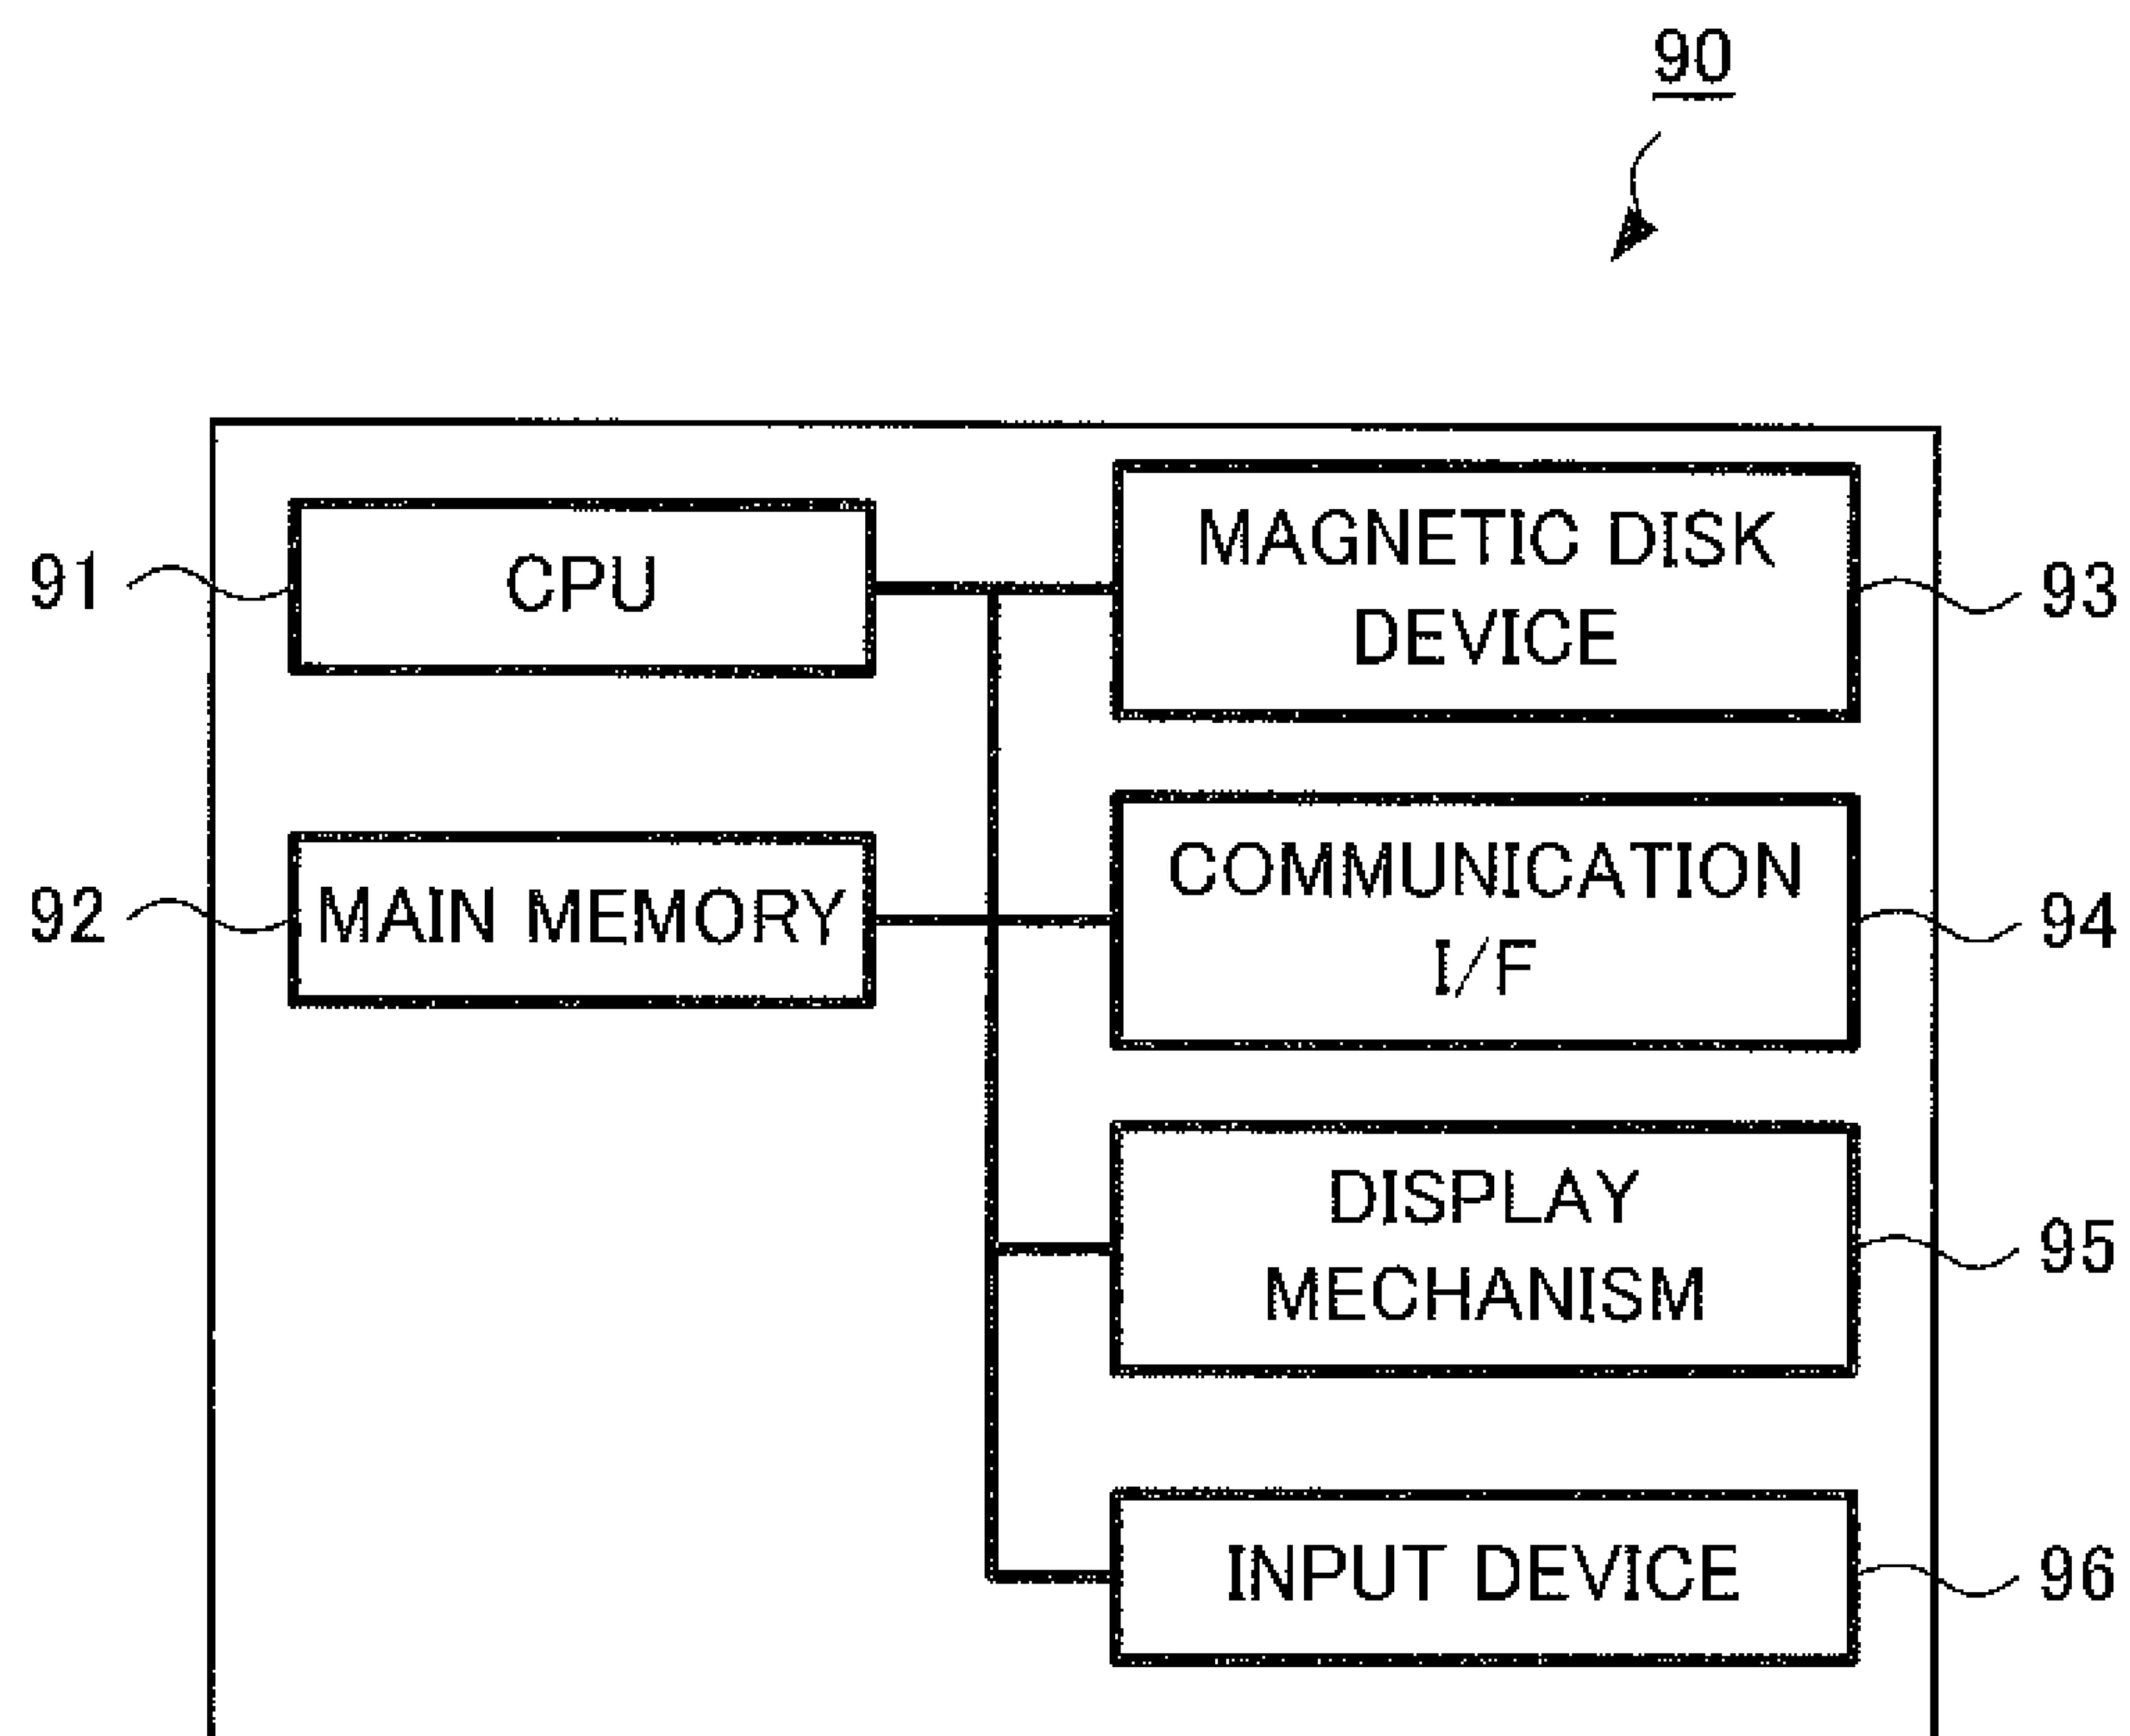 90
91
CPU
MAGNETIC DISK
DEVICE
93
92
MAIN MEMORY
COMMUNICATION
I/F
94
DISPLAY
MECHANISM
95
INPUT DEVICE
96